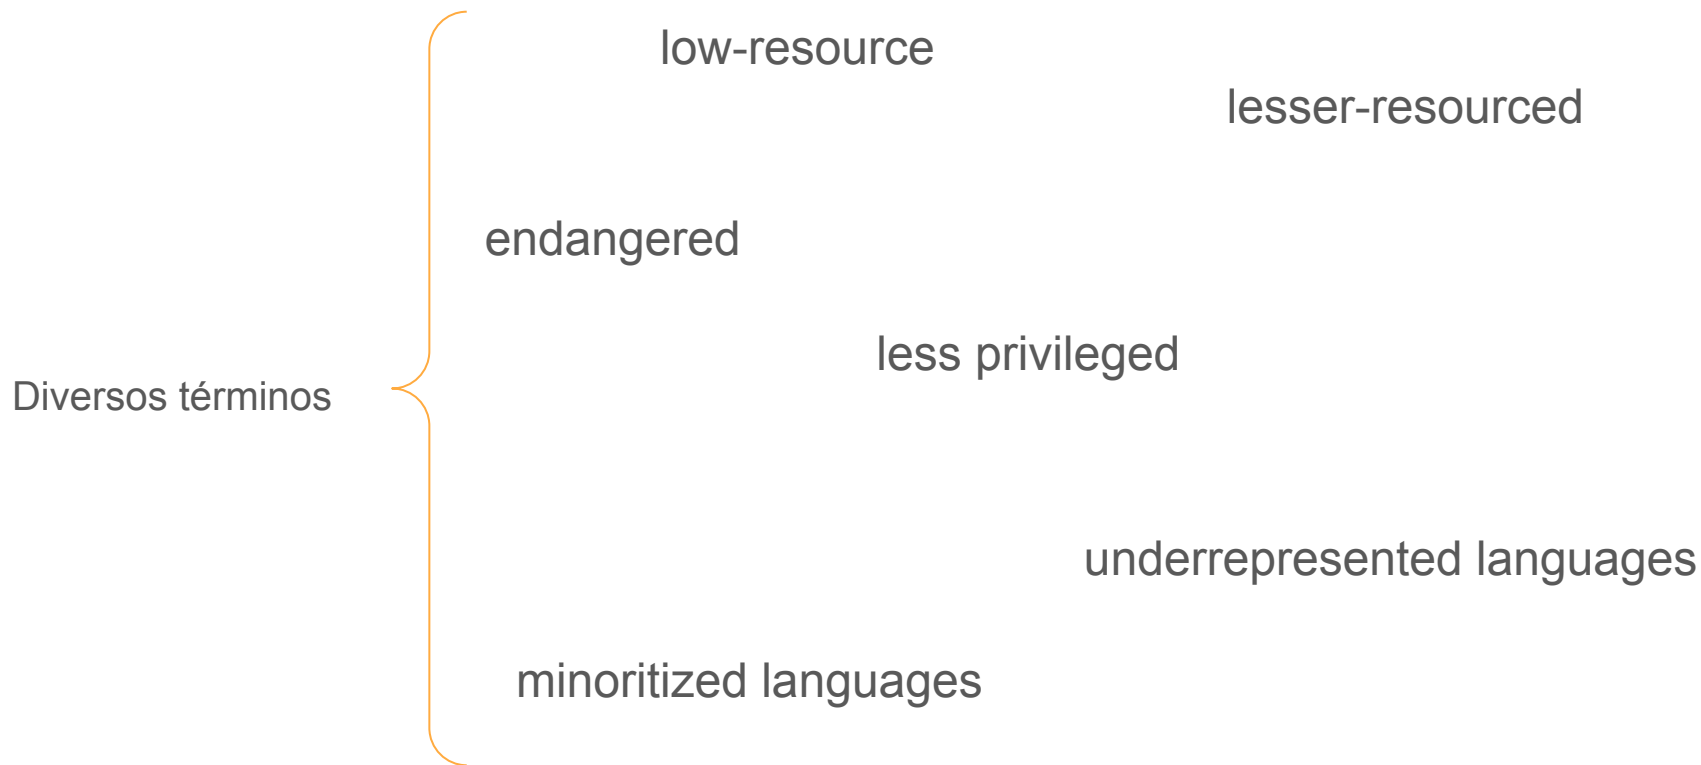 low-resource
lesser-resourced
endangered
less privileged
Diversos términos
underrepresented languages
minoritized languages